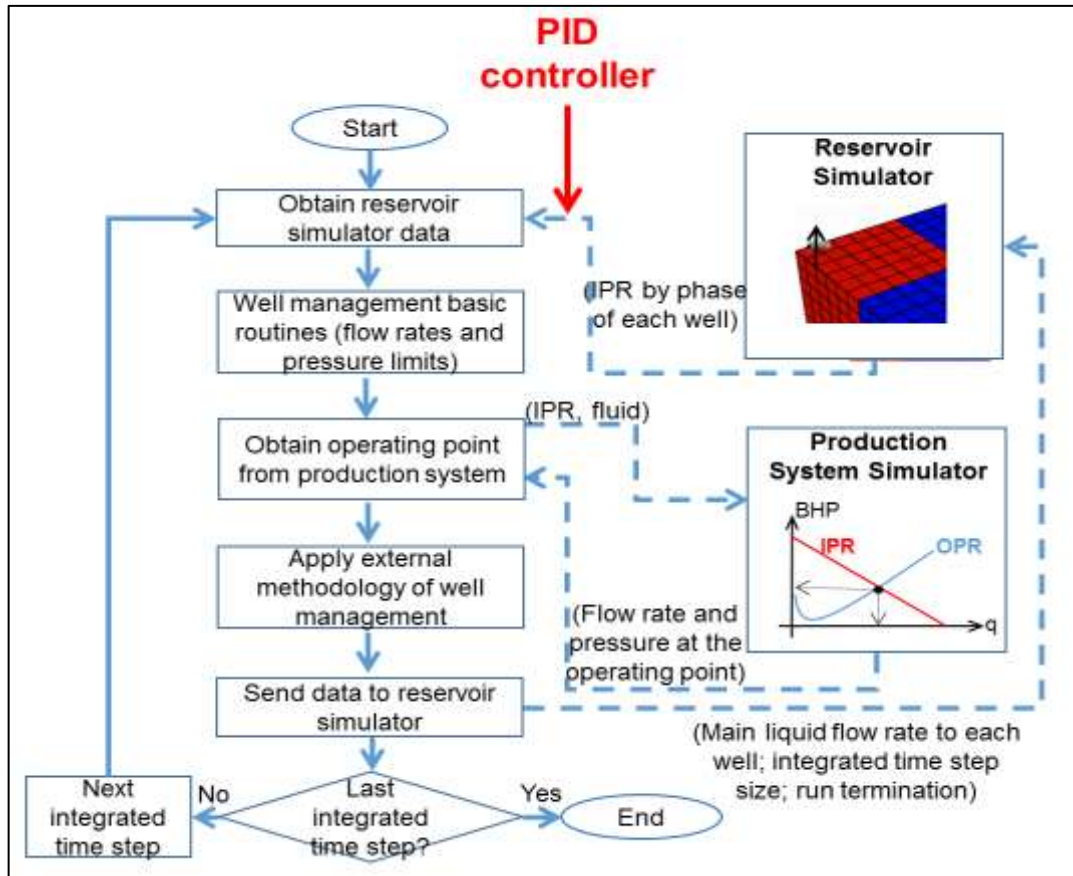 PID
controller
Start
Reservoir
Simulator
Obtain reservoir
simulator data
(IPR by phase
of each well)
Well management basic
routines (flow rates and
pressure limits)
(IPR, fluid)
Obtain operating point
from production system
Production
System Simulator
BHP
IPR
OPR
q
Apply external
methodology of well
management
(Flow rate and
pressure at the
operating point)
Send data to reservoir
simulator
(Main liquid flow rate to each
well; integrated time step
size; run termination)
Next
integrated
time step
No
Last
integrated
time step?
Yes
End